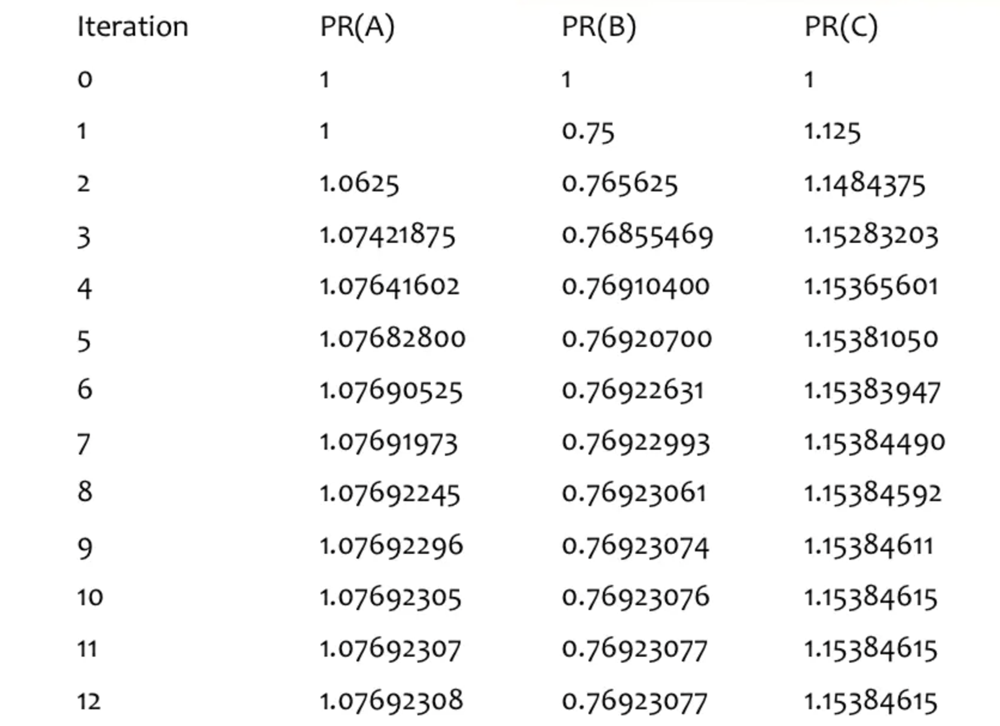 Iteration PR(A) PR(B) PR(C)
0 1 1 1
1 1 0.75 1.125
2 1.0625 0.765625 1.1484375
3 1.07421875 0.76855469 1.15283203
4 1.07641602 0.76910400 1.15365601
5 1.07682800 0.76920700 1.15381050
6 1.07690525 0.76922631 1.15383947
7 1.07691973 0.76922993 1.15384490
8 1.07692245 0.76923061 1.15384592
9 1.07692296 0.76923074 1.15384611
10 1.07692305 0.76923076 1.15384615
11 1.07692307 0.76923077 1.15384615
12 1.07692308 0.76923077 1.15384615